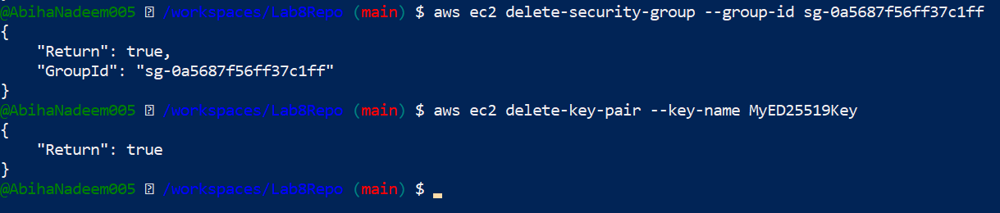 @AbihaNadeem005 /workspaces/Lab8Repo (main) $ aws ec2 delete-security-group --group-id sg-0a5687f56ff37c1ff
{
    "Return": true,
    "GroupId": "sg-0a5687f56ff37c1ff"
}
@AbihaNadeem005 /workspaces/Lab8Repo (main) $ aws ec2 delete-key-pair --key-name MyED25519Key
{
    "Return": true
}
@AbihaNadeem005 /workspaces/Lab8Repo (main) $